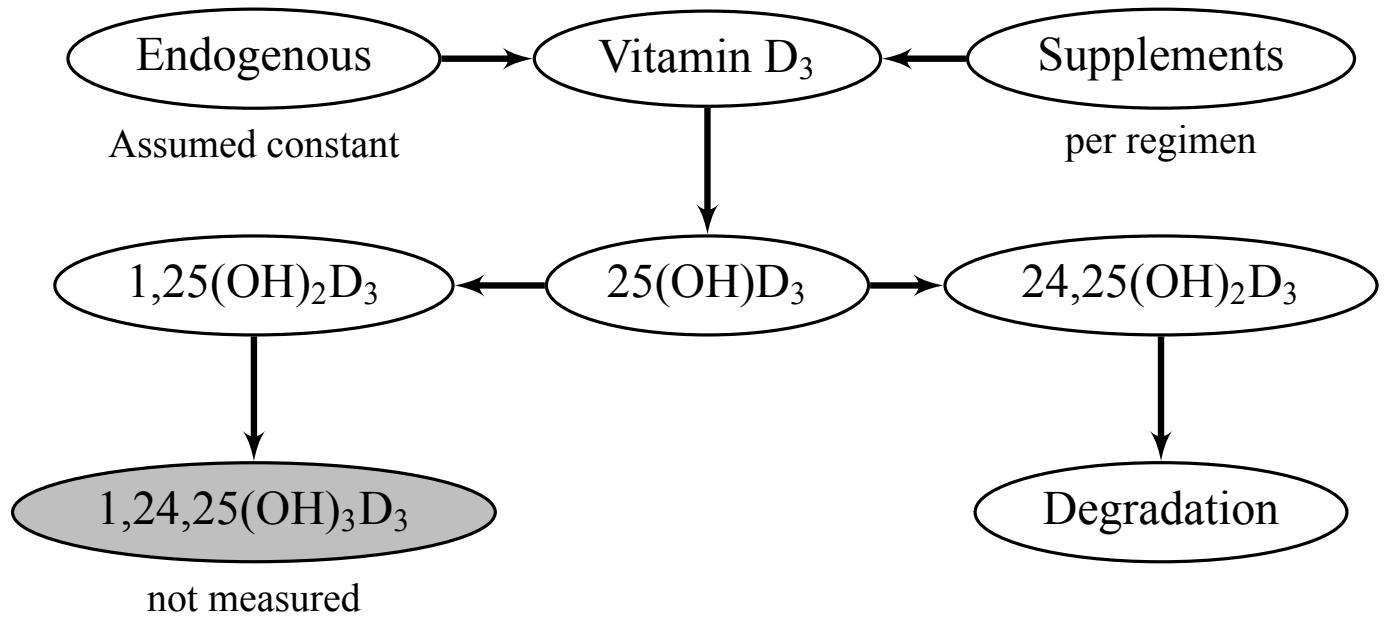 Endogenous
Vitamin D₃
Supplements
Assumed constant
per regimen
1,25(OH)₂D₃
25(OH)D₃
24,25(OH)₂D₃
1,24,25(OH)₃D₃
Degradation
not measured